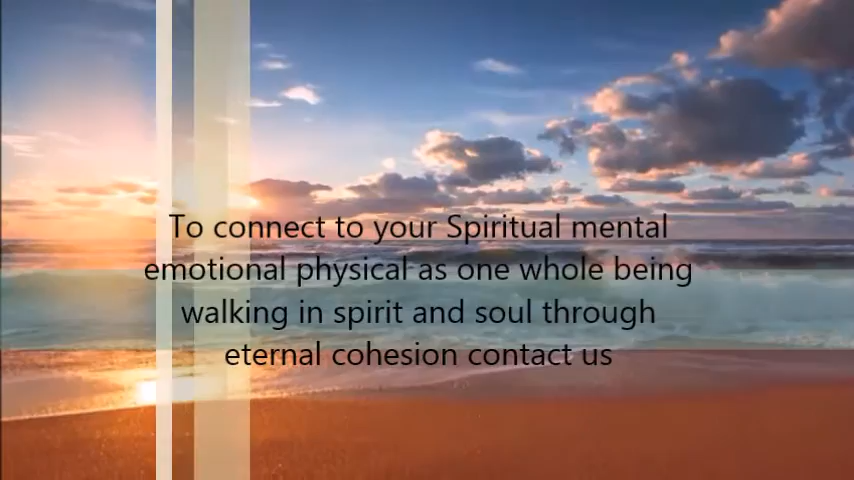 To connect to your Spiritual mental
emotional physical as one whole being
walking in spirit and soul through
eternal cohesion contact us